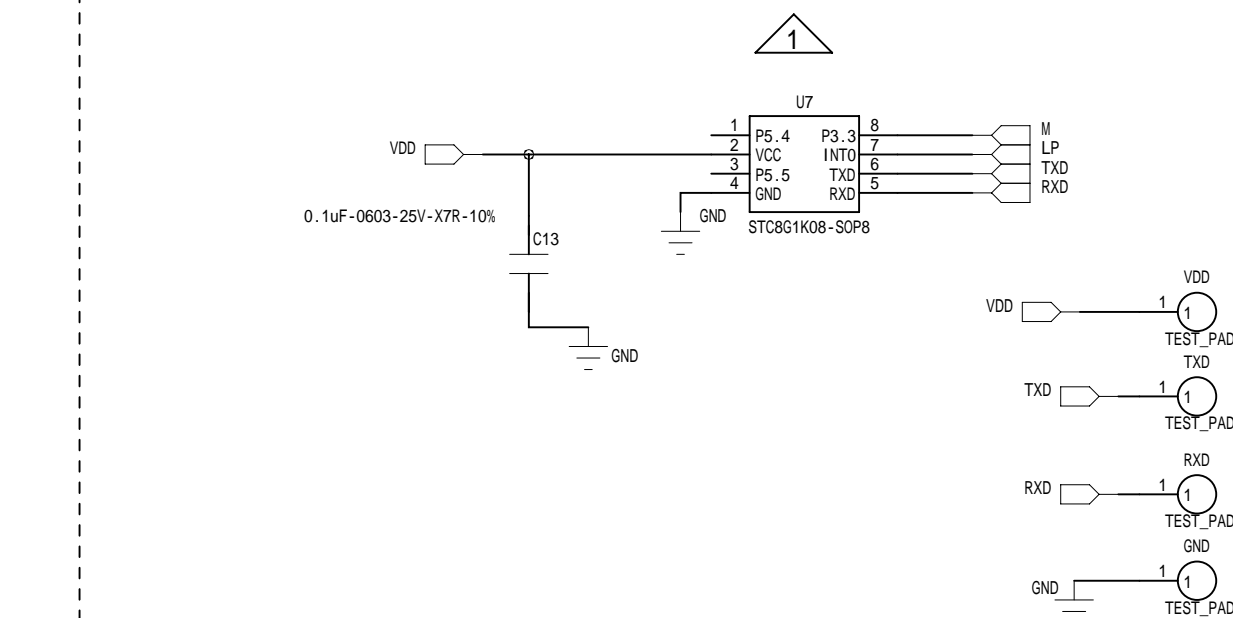 1
U7
1 P5.4 P3.3 8 M
VDD 2 VCC INT0 7 LP
3 P5.5 TXD 6 TXD
4 GND RXD 5 RXD
GND
STC8G1K08-SOP8
0.1uF-0603-25V-X7R-10%
C13
GND
VDD
VDD 1 1
TEST_PAD
TXD
TXD 1 1
TEST_PAD
RXD
RXD 1 1
TEST_PAD
GND
GND 1 1
TEST_PAD